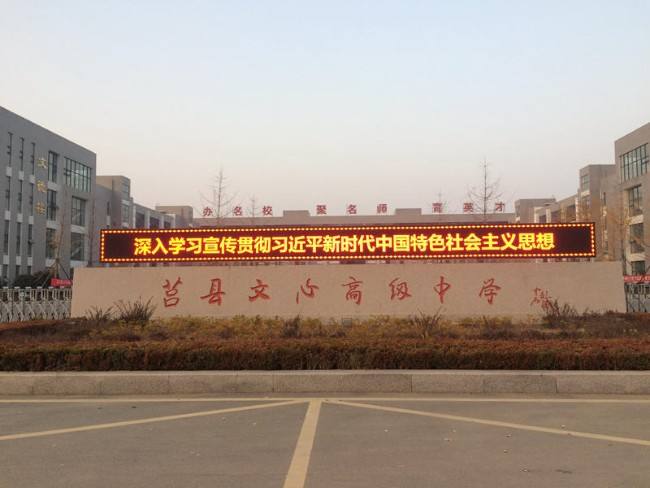 办名校 聚名师 育英才
深入学习宣传贯彻习近平新时代中国特色社会主义思想
莒县文心高级中学